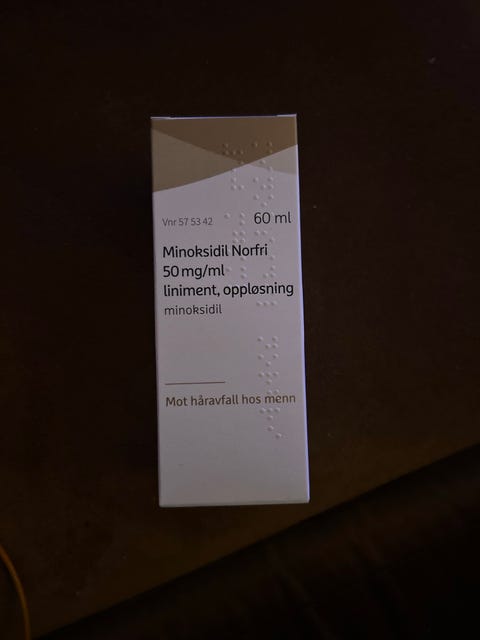 Vnr 57 53 42
60 ml
Minoksidil Norfri
50 mg/ml
liniment, oppløsning
minoksidil
Mot håravfall hos menn